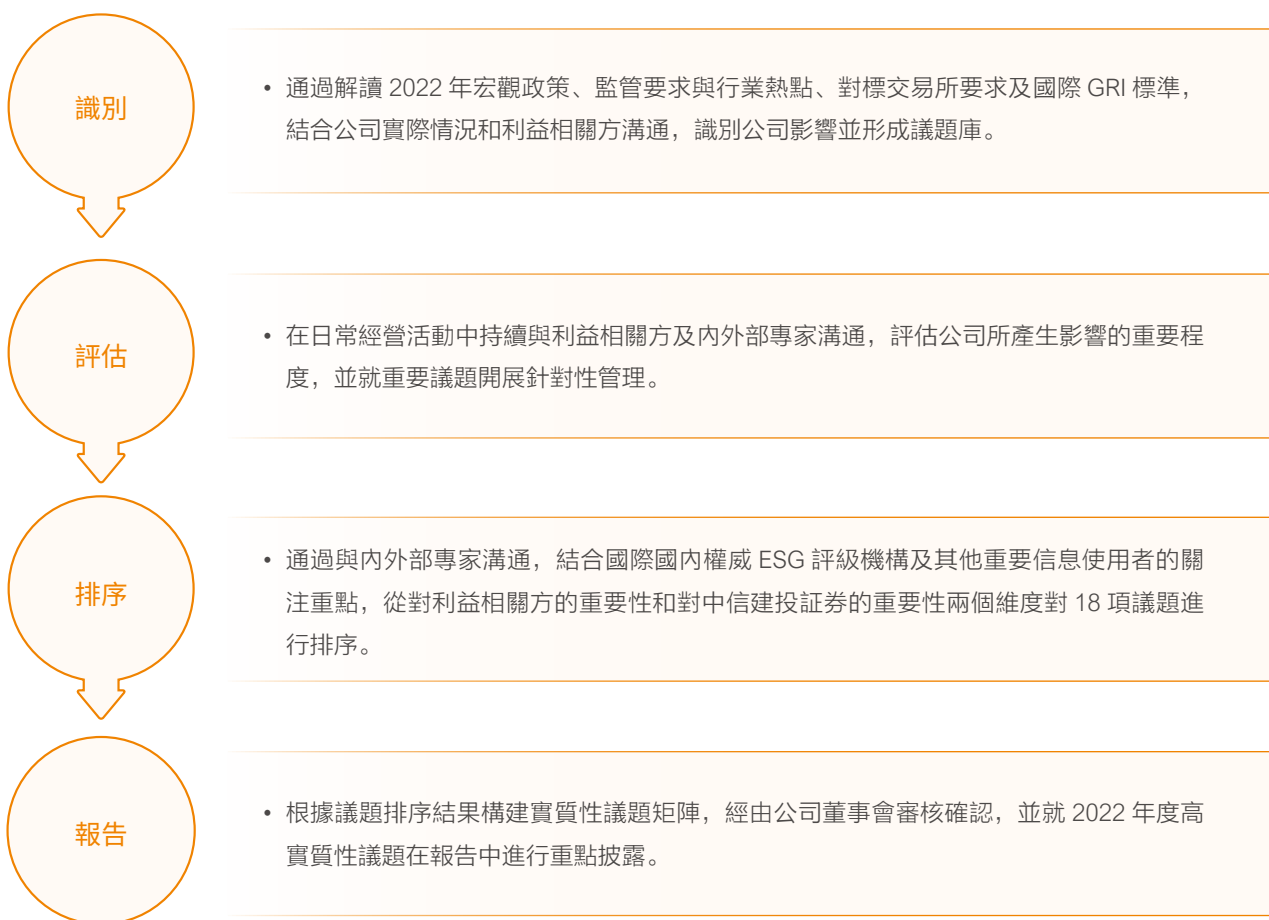 識別
• 通過解讀 2022 年宏觀政策、監管要求與行業熱點、對標交易所要求及國際 GRI 標準，
結合公司實際情況和利益相關方溝通，識別公司影響並形成議題庫。
評估
• 在日常經營活動中持續與利益相關方及內外部專家溝通，評估公司所產生影響的重要程
度，並就重要議題開展針對性管理。
排序
• 通過與內外部專家溝通，結合國際國內權威 ESG 評級機構及其他重要信息使用者的關
注重點，從對利益相關方的重要性和對中信建投証券的重要性兩個維度對 18 項議題進
行排序。
報告
• 根據議題排序結果構建實質性議題矩陣，經由公司董事會審核確認，並就 2022 年度高
實質性議題在報告中進行重點披露。